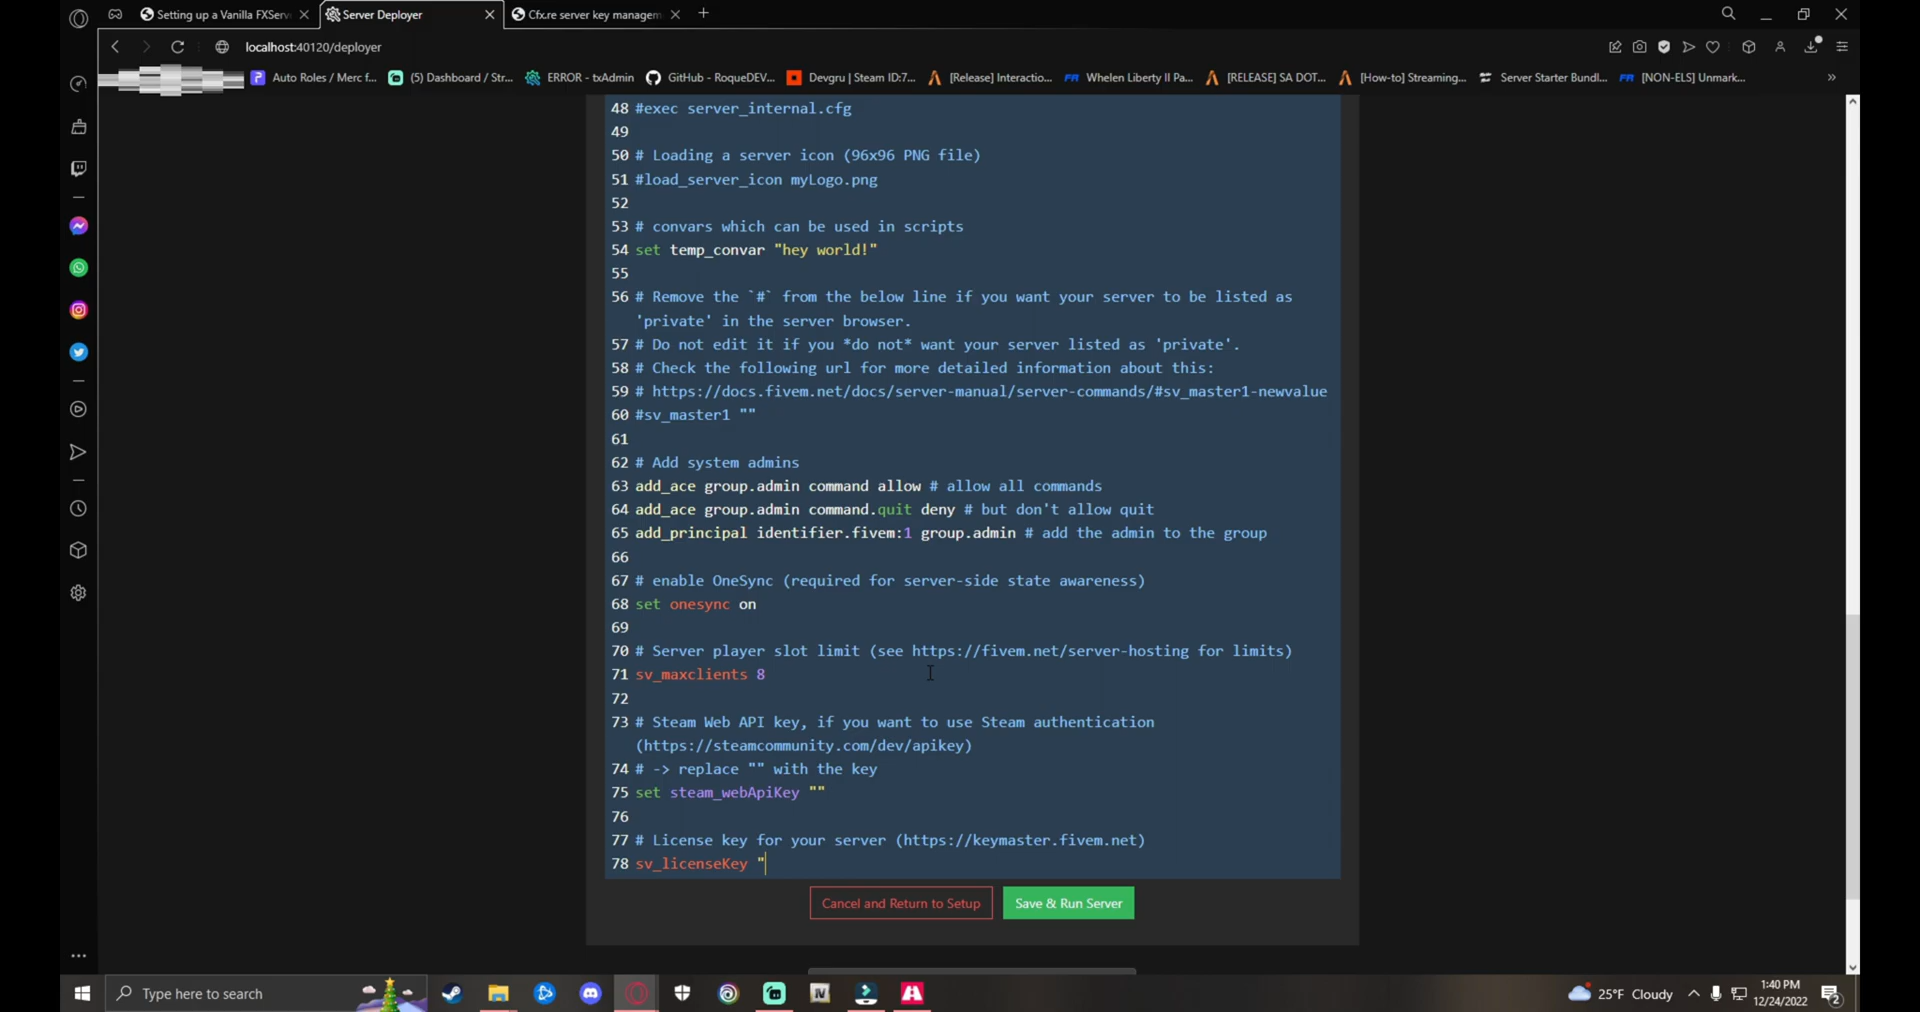 Setting up a Vanilla FXServ
Server Deployer
Cfx.re server key managem
localhost:40120/deployer
Auto Roles / Merc f...
(5) Dashboard / Str...
ERROR - txAdmin
GitHub - RoqueDEV...
Devgru | Steam ID:7...
[Release] Interactio...
Whelen Liberty II Pa...
[RELEASE] SA DOT...
[How-to] Streaming...
Server Starter Bundl...
[NON-ELS] Unmark...
48 #exec server_internal.cfg
49
50 # Loading a server icon (96x96 PNG file)
51 #load_server_icon myLogo.png
52
53 # convars which can be used in scripts
54 set temp_convar "hey world!"
55
56 # Remove the `#` from the below line if you want your server to be listed as
'private' in the server browser.
57 # Do not edit it if you *do not* want your server listed as 'private'.
58 # Check the following url for more detailed information about this:
59 # https://docs.fivem.net/docs/server-manual/server-commands/#sv_master1-newvalue
60 #sv_master1 ""
61
62 # Add system admins
63 add_ace group.admin command allow # allow all commands
64 add_ace group.admin command.quit deny # but don't allow quit
65 add_principal identifier.fivem:1 group.admin # add the admin to the group
66
67 # enable OneSync (required for server-side state awareness)
68 set onesync on
69
70 # Server player slot limit (see https://fivem.net/server-hosting for limits)
71 sv_maxclients 8
72
73 # Steam Web API key, if you want to use Steam authentication
(https://steamcommunity.com/dev/apikey)
74 # -> replace "" with the key
75 set steam_webApiKey ""
76
77 # License key for your server (https://keymaster.fivem.net)
78 sv_licenseKey "
Cancel and Return to Setup
Save & Run Server
Type here to search
25°F Cloudy
1:40 PM
12/24/2022
2